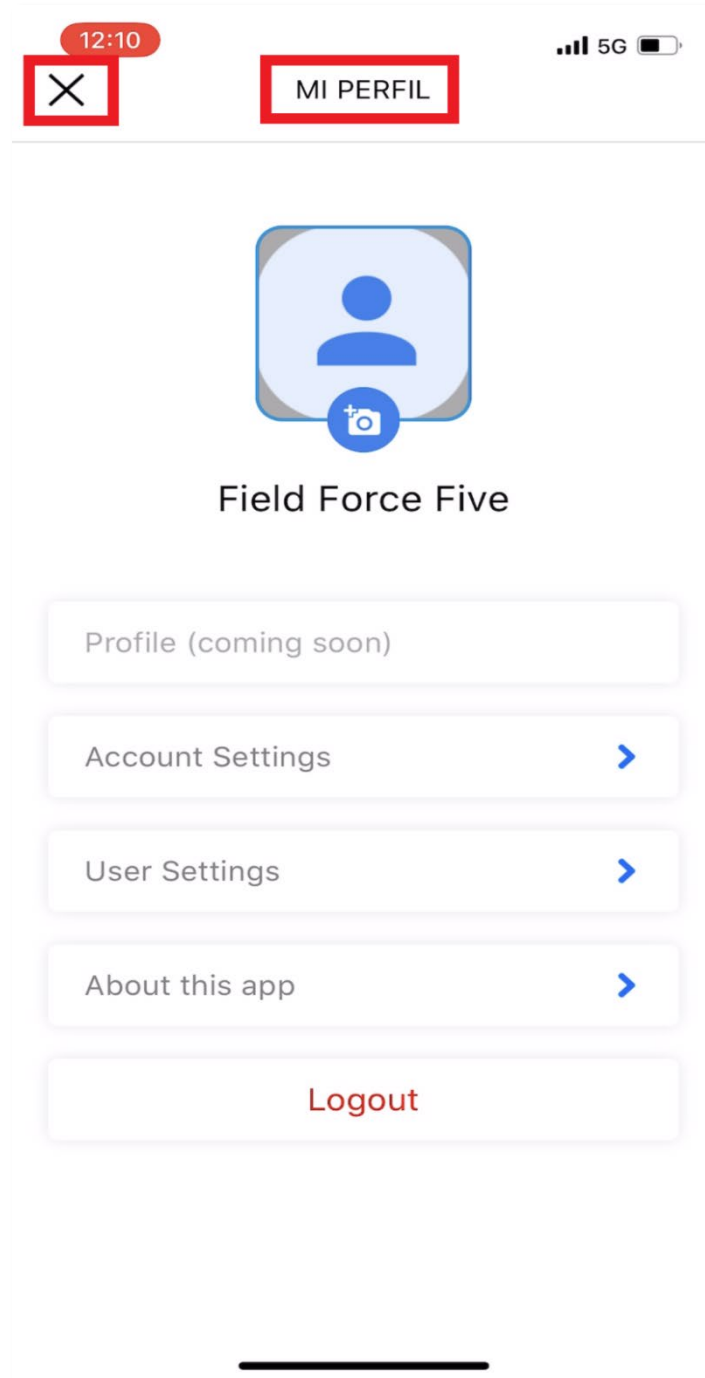 12:10
5G
MI PERFIL
Field Force Five
Profile (coming soon)
Account Settings
User Settings
About this app
Logout